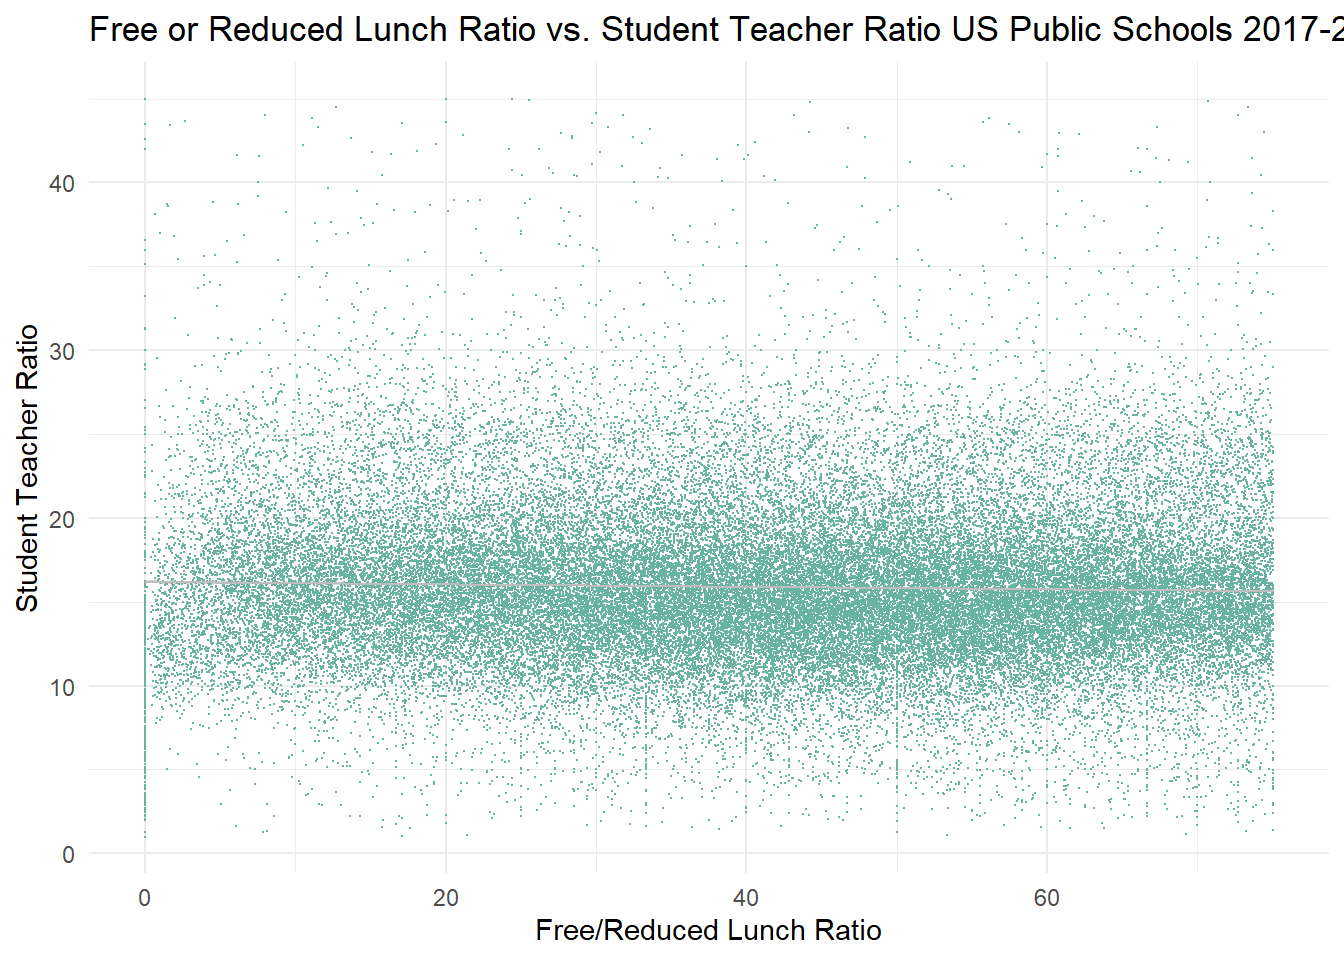 Free or Reduced Lunch Ratio vs. Student Teacher Ratio US Public Schools 2017-2
40
30
20
10
0
Student Teacher Ratio
0 20 40 60
Free/Reduced Lunch Ratio